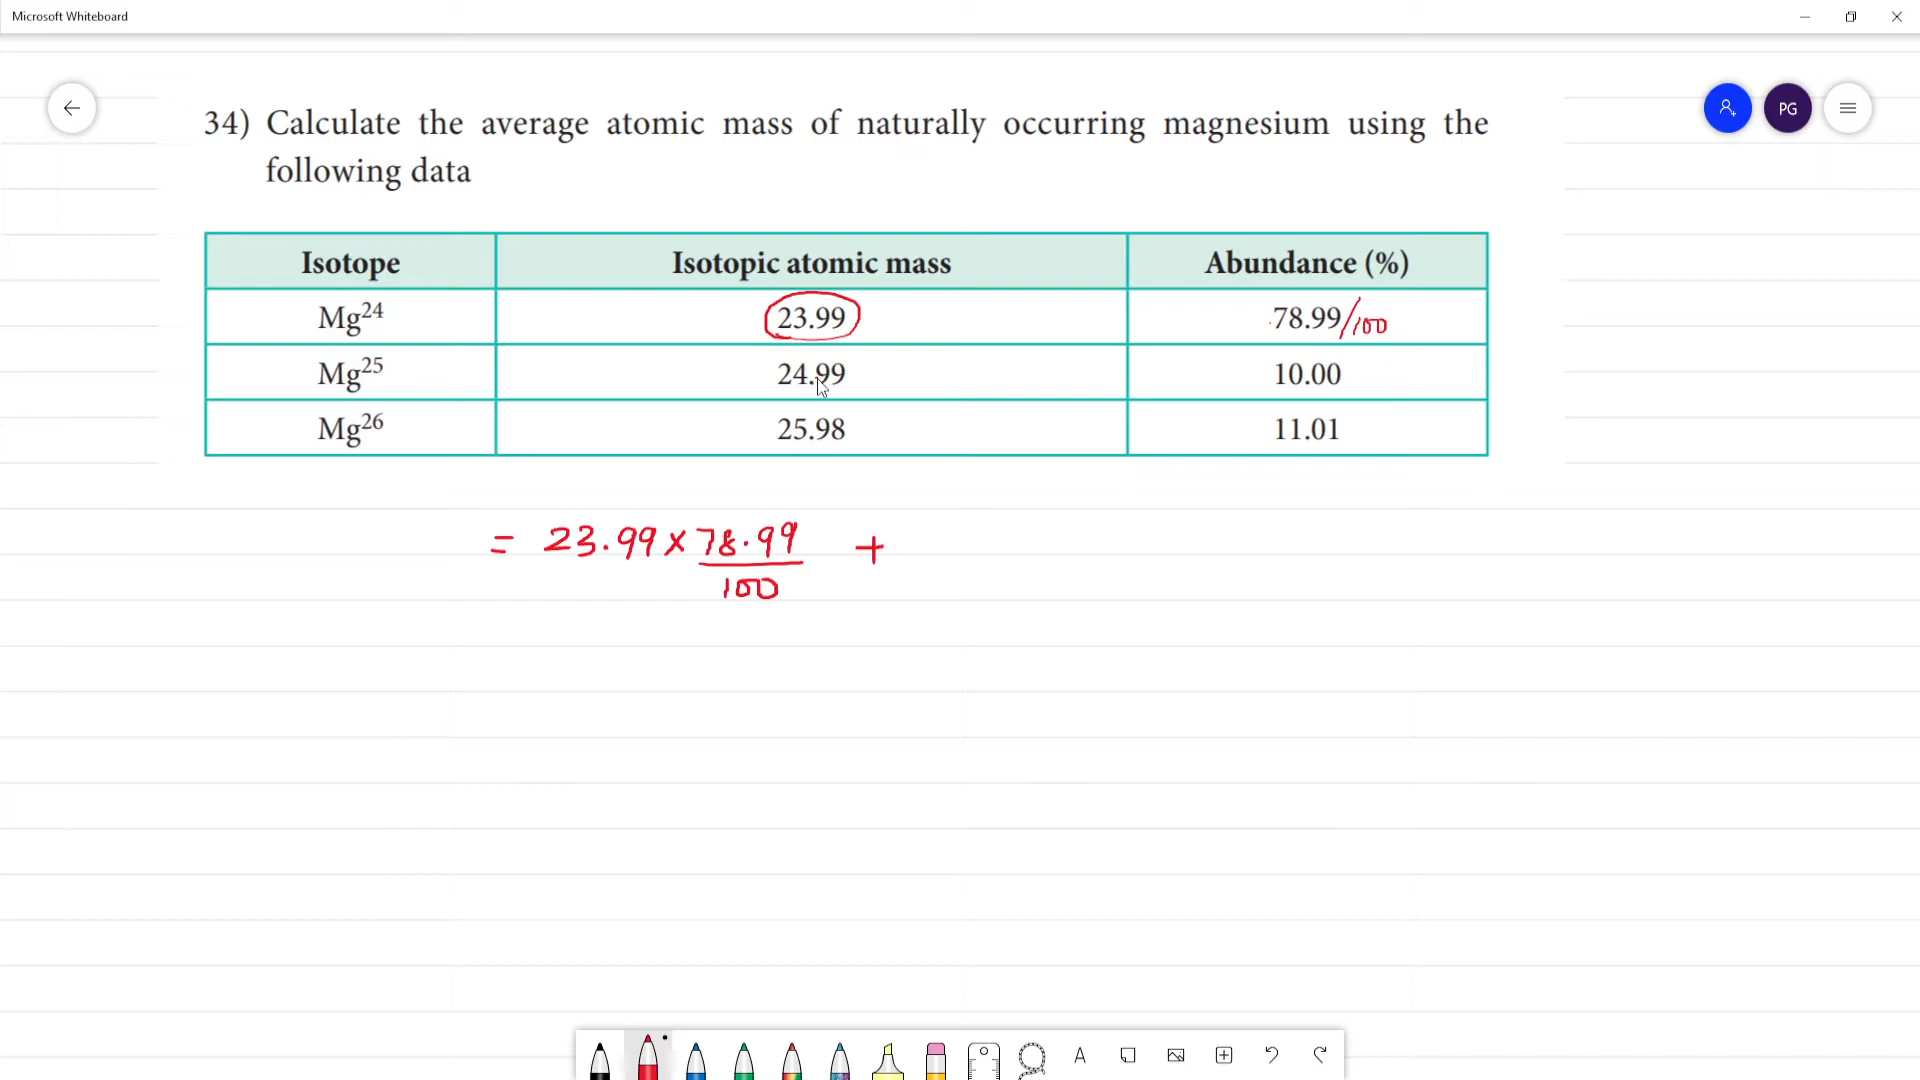 Microsoft Whiteboard
PG
34) Calculate the average atomic mass of naturally occurring magnesium using the
following data
Isotope Isotopic atomic mass Abundance (%)
Mg²⁴ 23.99 78.99/100
Mg²⁵ 24.99 10.00
Mg²⁶ 25.98 11.01
= 23.99 × 78.99 +
100
A